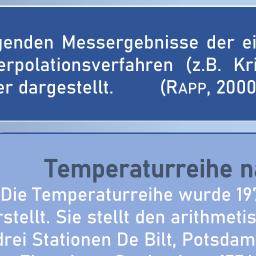 genden Messergebnisse der ei
erpolationsverfahren (z.B. Kri
er dargestellt. (RAPP, 2000
Temperaturreihe na
Die Temperaturreihe wurde 197
rstellt. Sie stellt den arithmetis
drei Stationen De Bilt, Potsdam